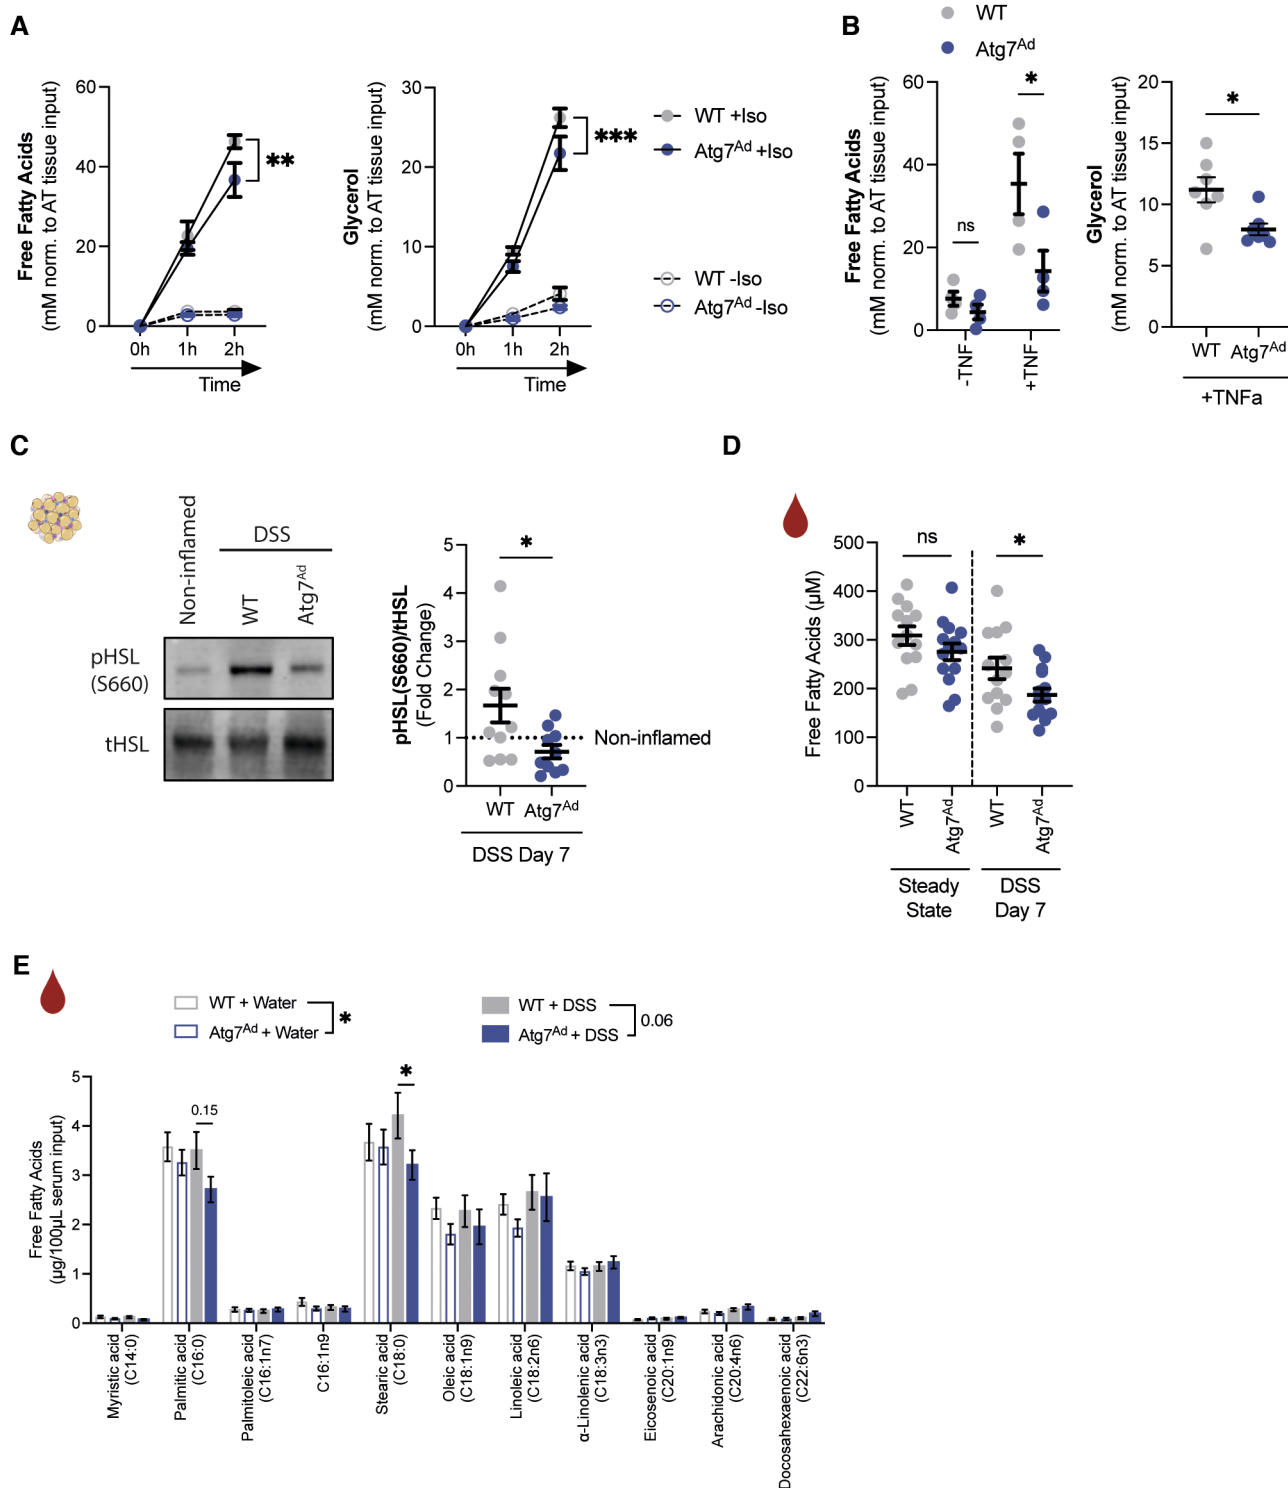 A
Free Fatty Acids
(mM norm. to AT tissue input)
60
40
20
0
0h
1h
2h
Time
**
Glycerol
(mM norm. to AT tissue input)
30
20
10
0
0h
1h
2h
Time
***
WT +Iso
Atg7Ad +Iso
WT -Iso
Atg7Ad -Iso
B
WT
Atg7Ad
Free Fatty Acids
(mM norm. to AT tissue input)
60
40
20
0
ns
*
-TNF
+TNF
Glycerol
(mM norm. to AT tissue input)
20
15
10
5
0
*
WT
Atg7Ad
+TNFa
C
Non-inflamed
DSS
WT
Atg7Ad
pHSL
(S660)
tHSL
pHSL(S660)/tHSL
(Fold Change)
5
4
3
2
1
0
*
Non-inflamed
WT
Atg7Ad
DSS Day 7
D
Free Fatty Acids (µM)
500
400
300
200
100
0
ns
*
WT
Atg7Ad
WT
Atg7Ad
Steady
State
DSS
Day 7
E
WT + Water
Atg7Ad + Water
*
WT + DSS
Atg7Ad + DSS
0.06
Free Fatty Acids
(µg/100µL serum input)
5
4
3
2
1
0
0.15
*
Myristic acid
(C14:0)
Palmitic acid
(C16:0)
Palmitoleic acid
(C16:1n7)
C16:1n9
Stearic acid
(C18:0)
Oleic acid
(C18:1n9)
Linoleic acid
(C18:2n6)
α-Linolenic acid
(C18:3n3)
Eicosenoic acid
(C20:1n9)
Arachidonic acid
(C20:4n6)
Docosahexaenoic acid
(C22:6n3)